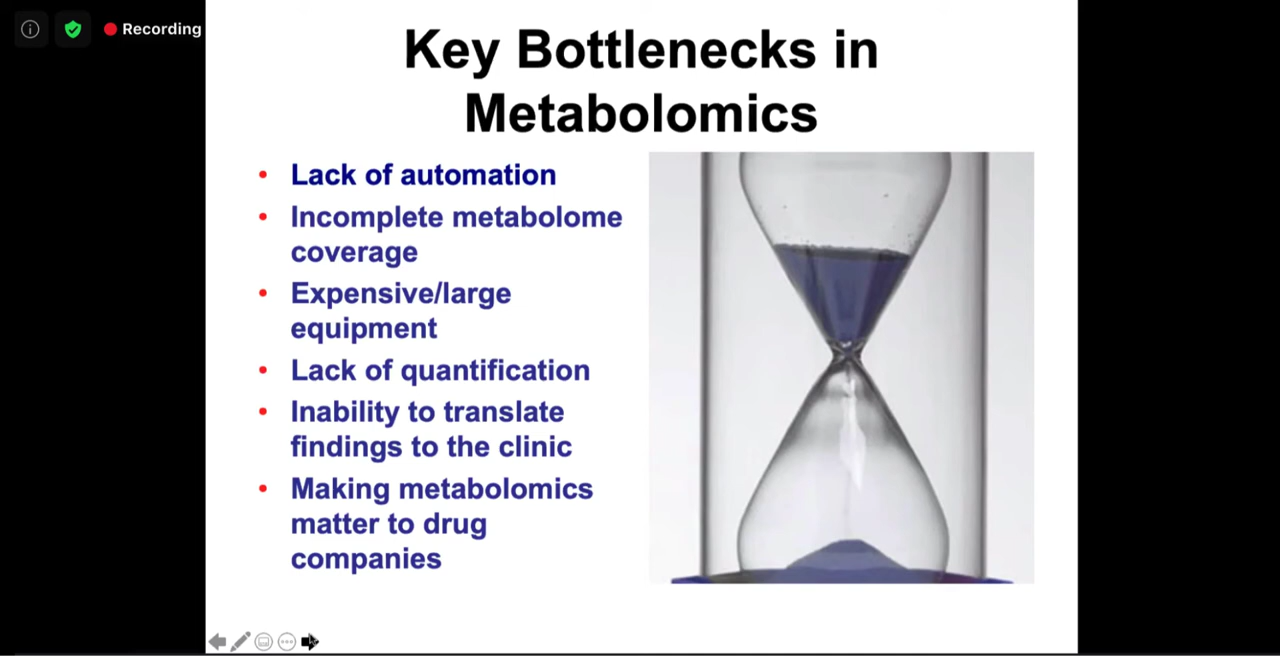 Recording
Key Bottlenecks in
Metabolomics
• Lack of automation
• Incomplete metabolome
coverage
• Expensive/large
equipment
• Lack of quantification
• Inability to translate
findings to the clinic
• Making metabolomics
matter to drug
companies